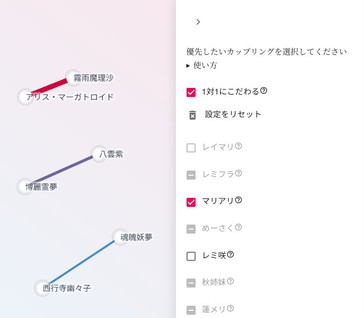 霧雨魔理沙
アリス・マーガトロイド
八雲紫
博麗霊夢
魂魄妖夢
西行寺幽々子
優先したいカップリングを選択してください
▸ 使い方
1対1にこだわる?
設定をリセット
レイマリ?
レミフラ?
マリアリ?
めーさく?
レミ咲?
秋姉妹?
蓮メリ?